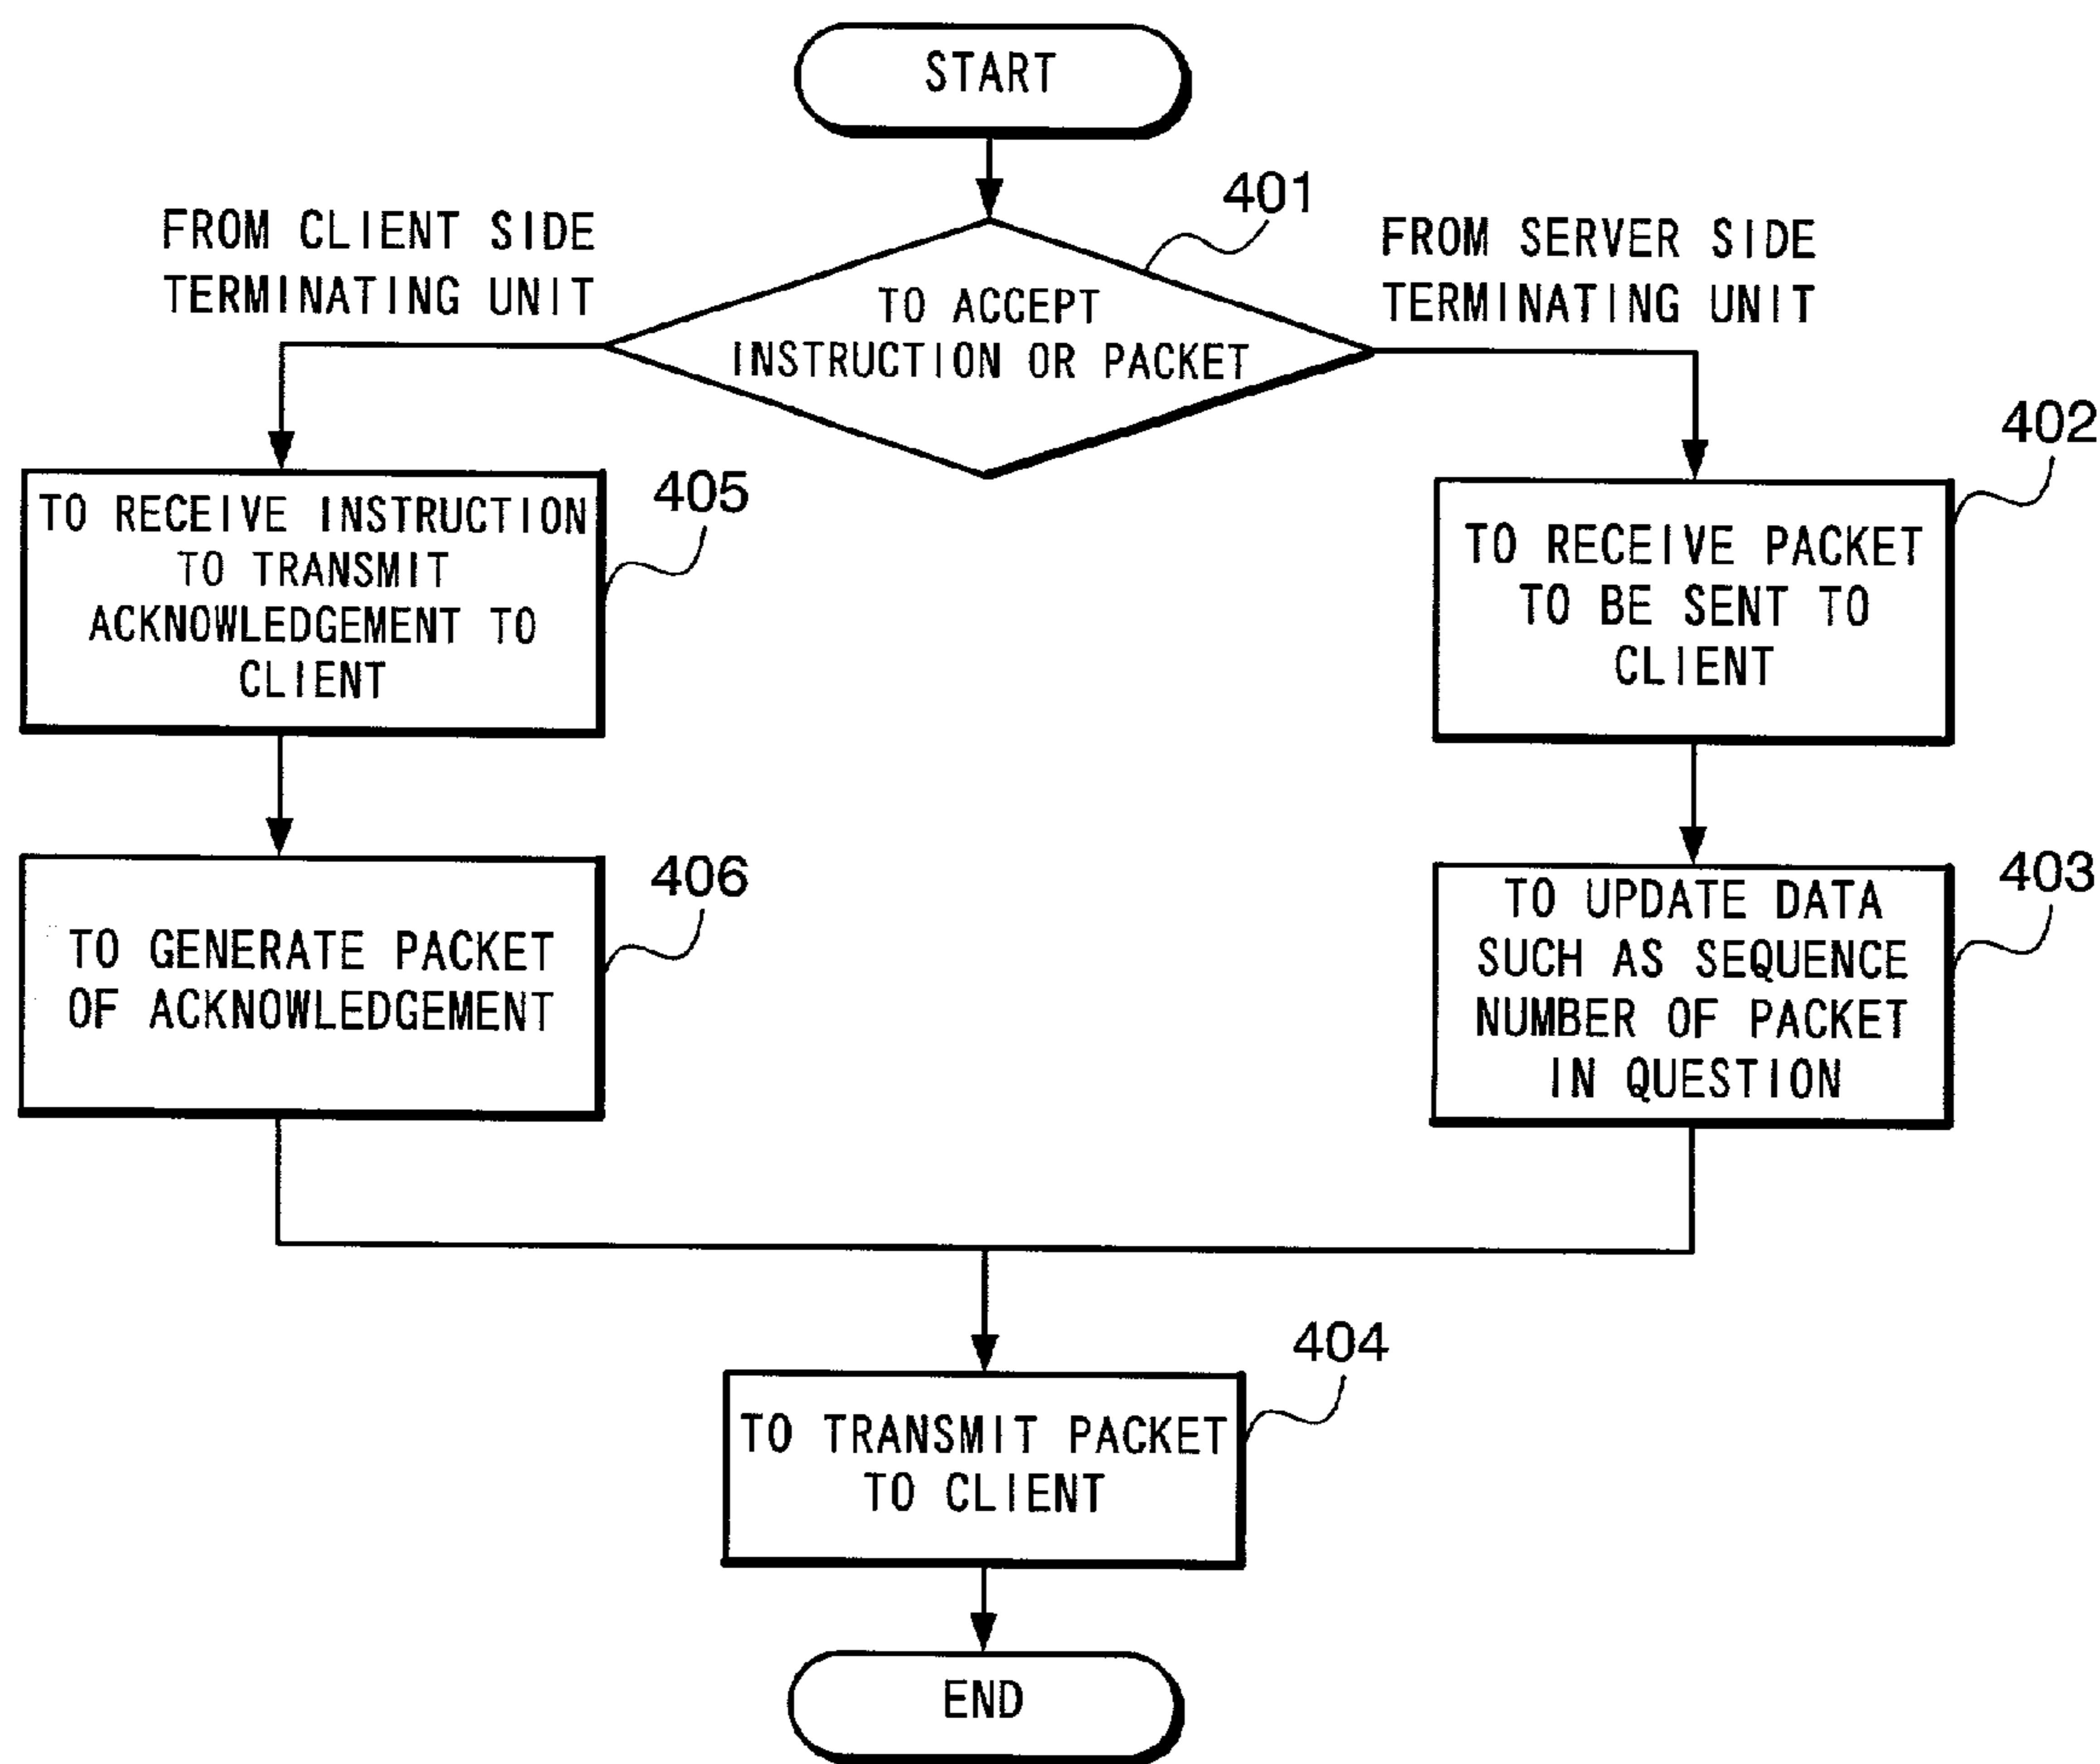 START
401
FROM CLIENT SIDE
TERMINATING UNIT
FROM SERVER SIDE
TERMINATING UNIT
TO ACCEPT
INSTRUCTION OR PACKET
405
TO RECEIVE INSTRUCTION
TO TRANSMIT
ACKNOWLEDGEMENT TO
CLIENT
402
TO RECEIVE PACKET
TO BE SENT TO
CLIENT
406
TO GENERATE PACKET
OF ACKNOWLEDGEMENT
403
TO UPDATE DATA
SUCH AS SEQUENCE
NUMBER OF PACKET
IN QUESTION
404
TO TRANSMIT PACKET
TO CLIENT
END